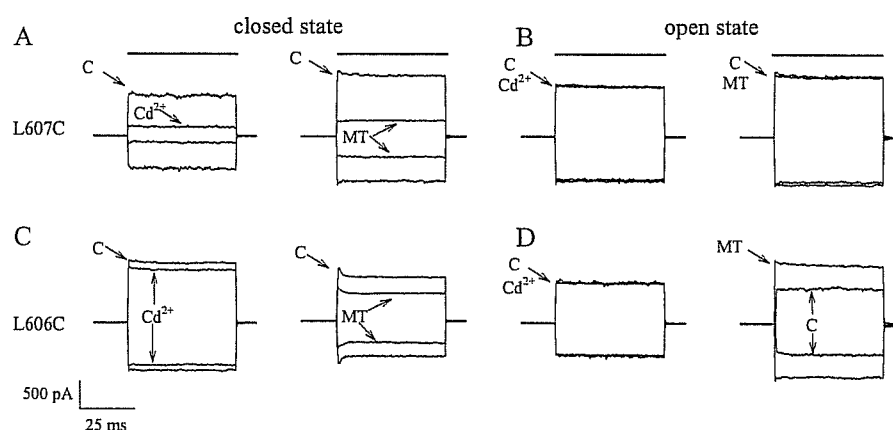 closed state
open state
A
C
Cd²⁺
L607C
C
MT
B
C
Cd²⁺
C
MT
C
C
Cd²⁺
L606C
C
MT
D
C
Cd²⁺
MT
C
500 pA
25 ms